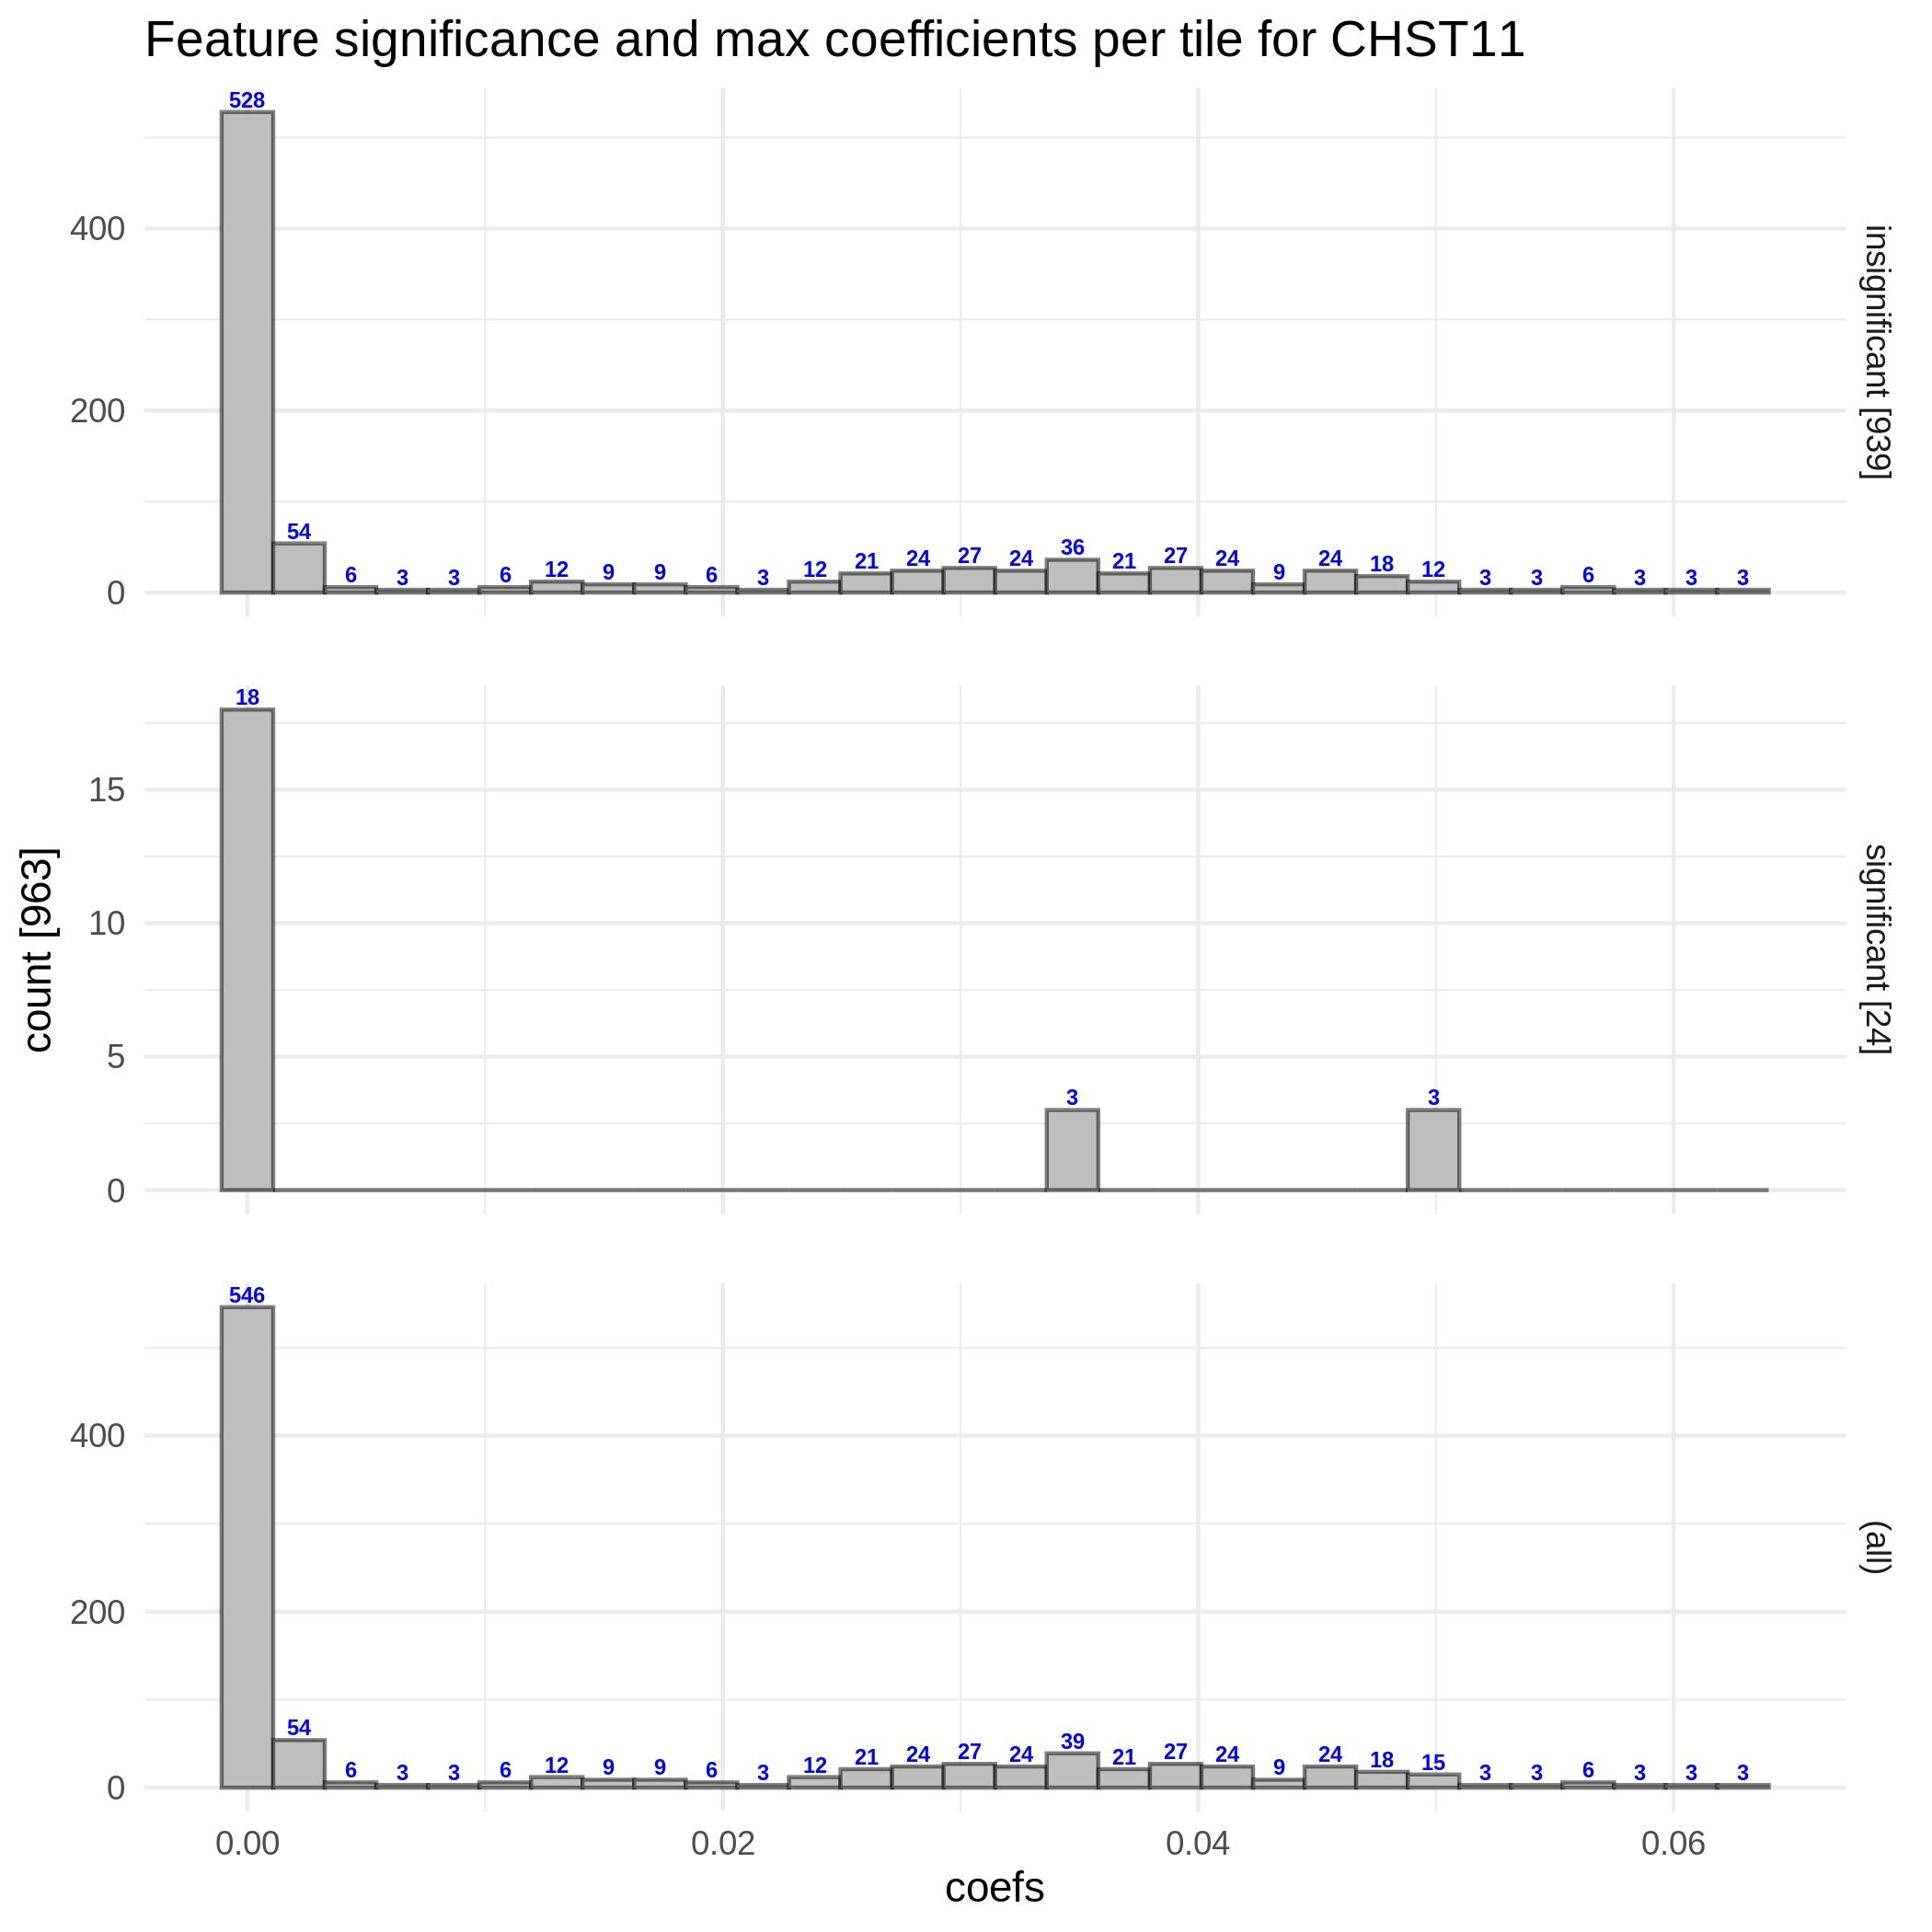 Feature significance and max coefficients per tile for CHST11
528
54 6 3 3 6 12 9 9 6 3 12 21 24 27 24 36 21 27 24 9 24 18 12 3 3 6 3 3 3
400
200
0
insignificant [939]
18
3 3
15
10
5
0
significant [24]
count [963]
546
54 6 3 3 6 12 9 9 6 3 12 21 24 27 24 39 21 27 24 9 24 18 15 3 3 6 3 3 3
400
200
0
(all)
0.00 0.02 0.04 0.06
coefs